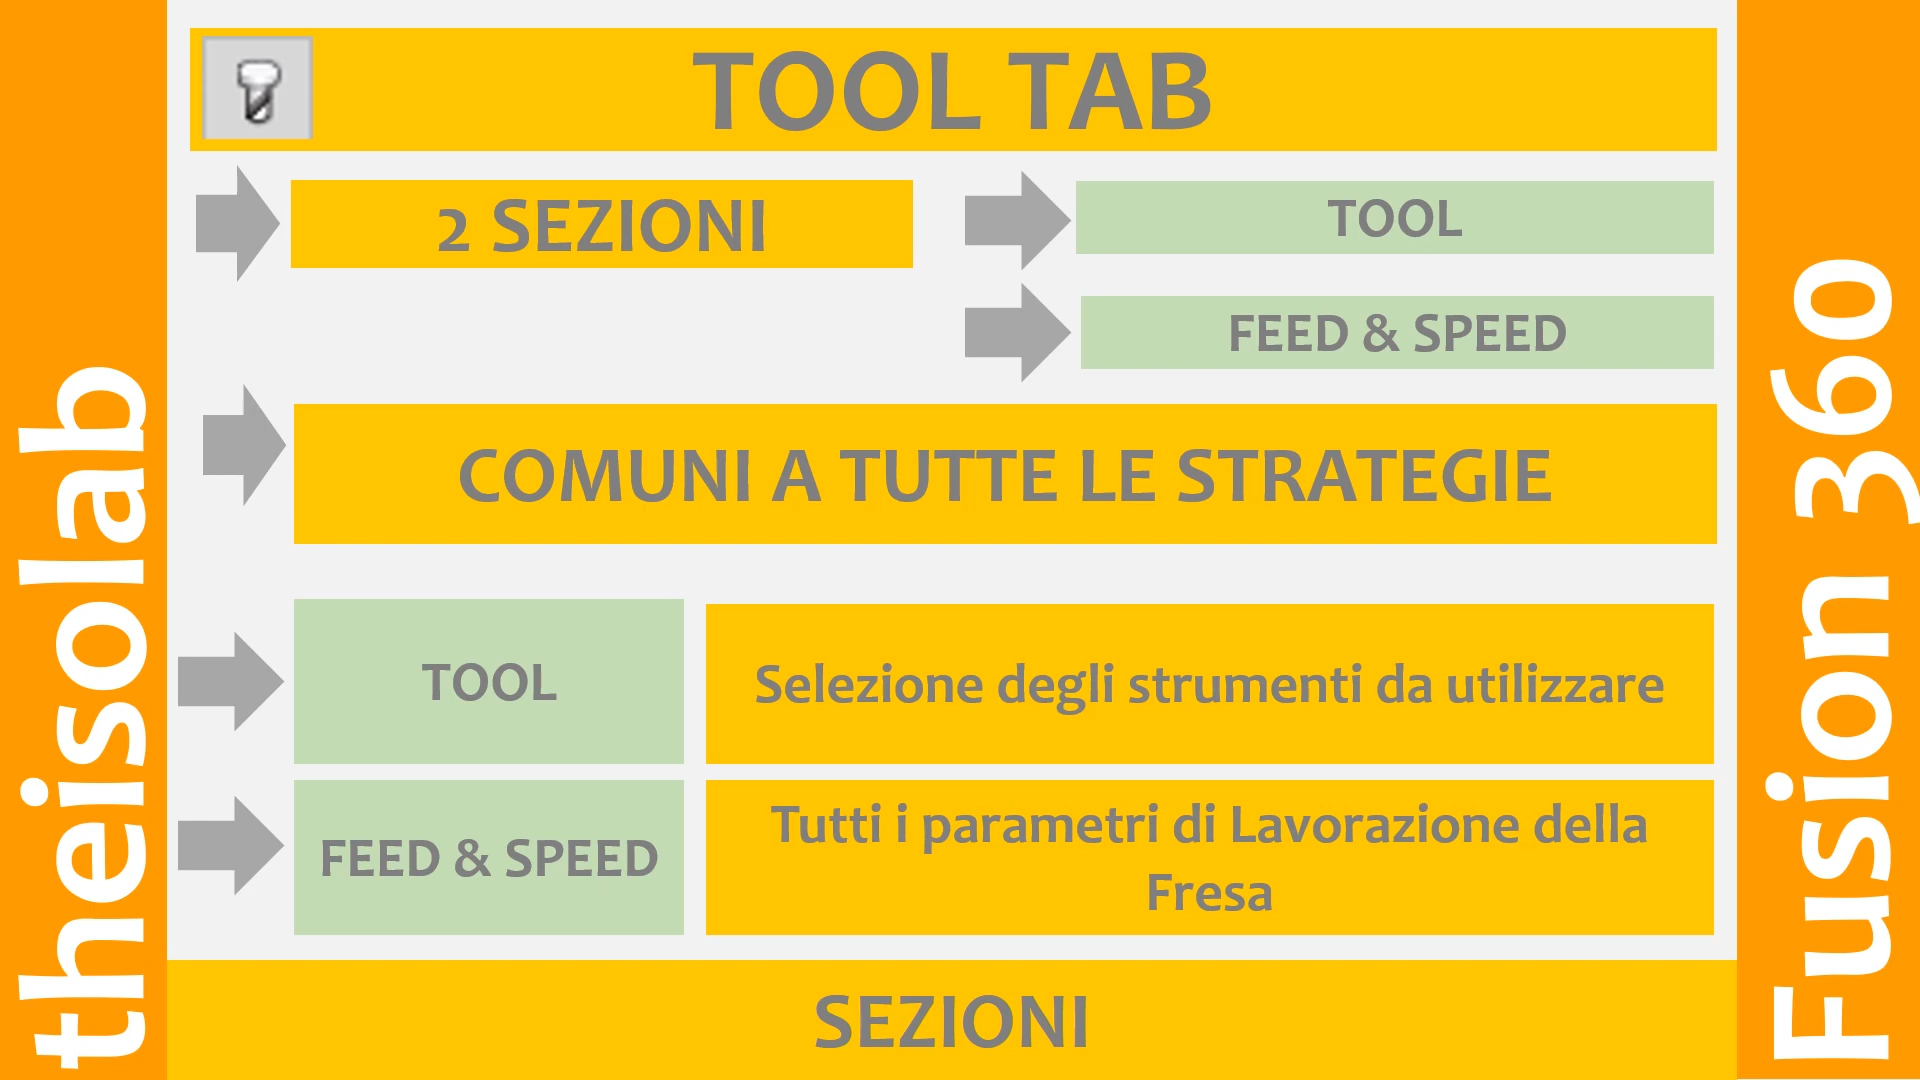 TOOL TAB
2 SEZIONI
TOOL
FEED & SPEED
COMUNI A TUTTE LE STRATEGIE
TOOL
Selezione degli strumenti da utilizzare
FEED & SPEED
Tutti i parametri di Lavorazione della
Fresa
SEZIONI
theisolab
Fusion 360